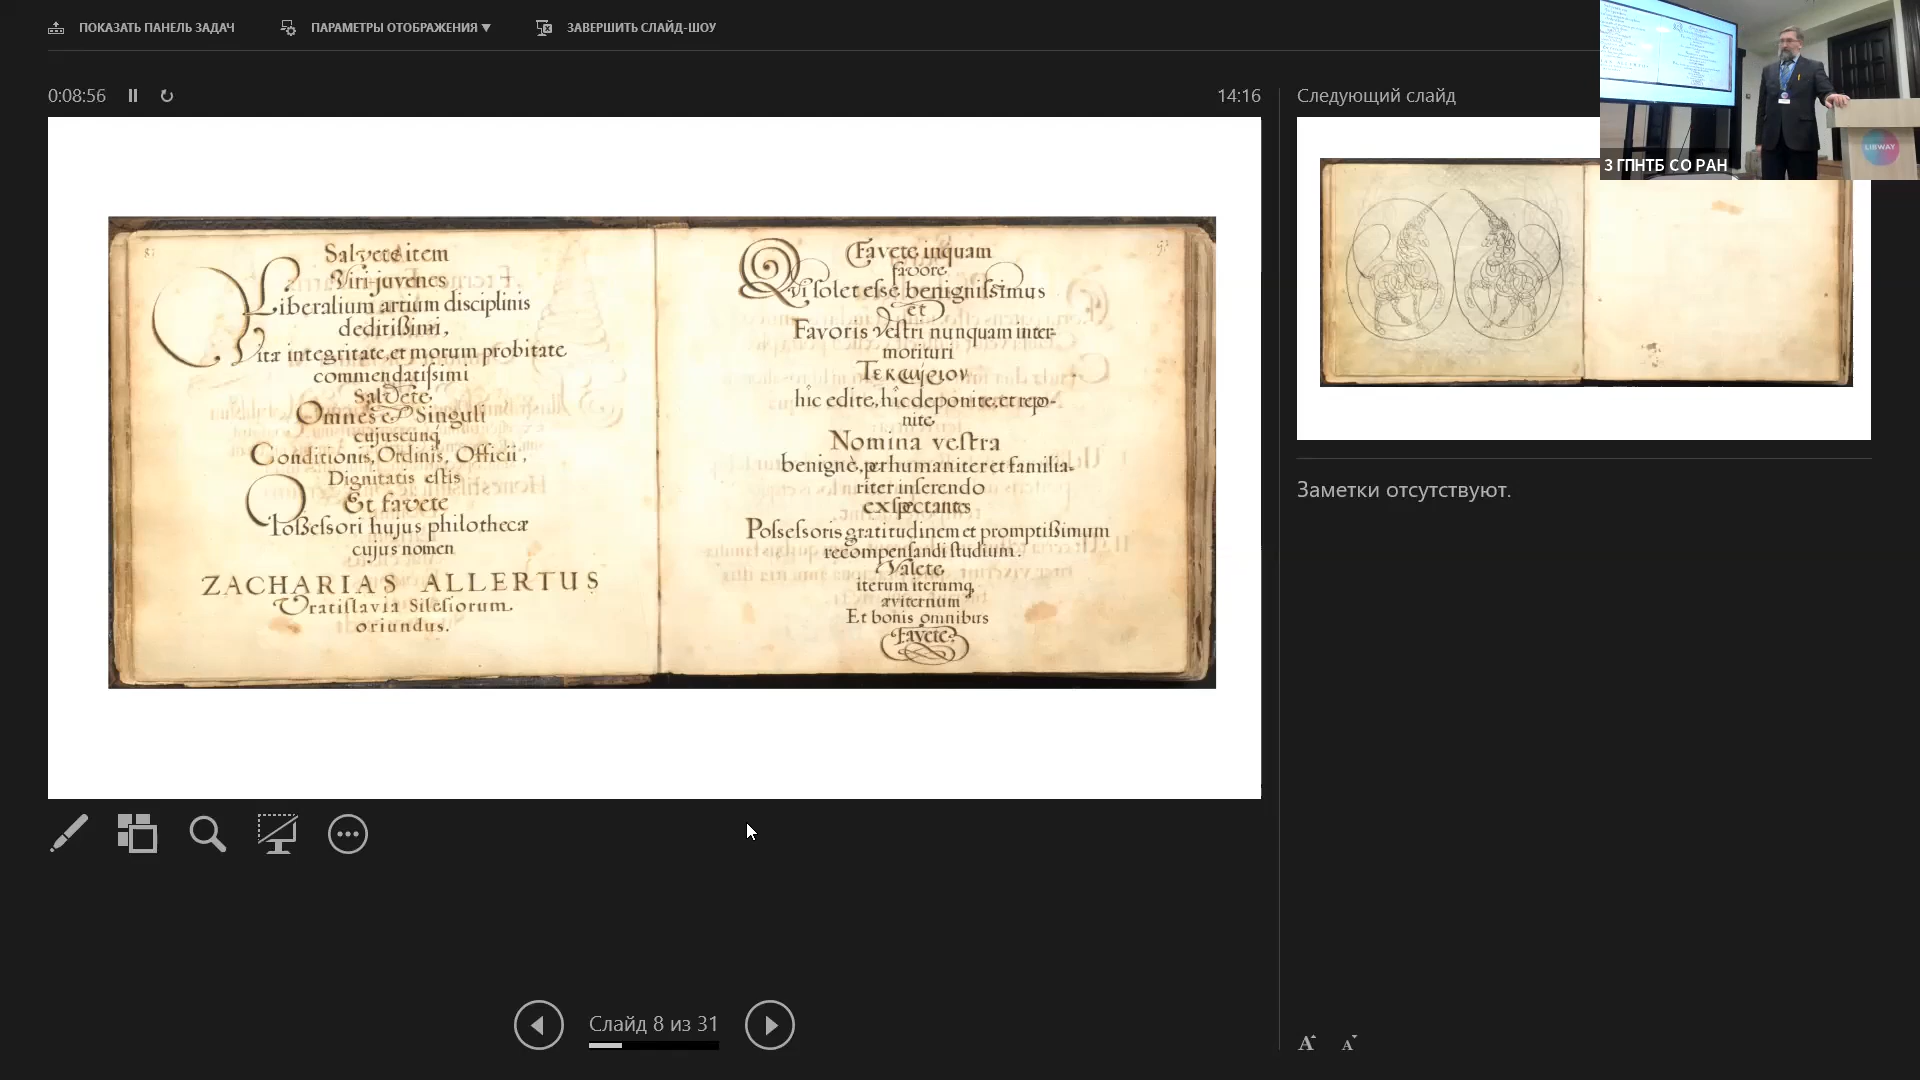 ПОКАЗАТЬ ПАНЕЛЬ ЗАДАЧ
ПАРАМЕТРЫ ОТОБРАЖЕНИЯ ▼
ЗАВЕРШИТЬ СЛАЙД-ШОУ
0:08:56
14:16
Salvete item
Viri juvenes
Liberalium artium disciplinis
deditißimi,
Vitæ integritate, et morum probitate
commendatiſsimi
Salvete
Omnes & Singuli
cujuscunq
Conditionis, Ordinis, Officii,
Dignitatis eſtis
Et favete
Poßeſsori hujus philothecæ
cujus nomen
ZACHARIAS ALLERTUS
Vratiſlavia Sileſiorum
oriundus.
Favete inquam
favore
Qvi ſolet eſse benigniſsimus
et
Favoris veſtri nunquam inter-
morituri
hic edite, hic deponite, et repo-
nite
Nomina veſtra
benigne, perhumaniter et familia-
riter inſerendo
exſpectantes
Poſseſsoris gratitudinem et promptißimum
recompenſandi ſtudium.
Valete
iterum iterumq
æviternum
Et bonis omnibus
Favete
Следующий слайд
3 ГПНТБ СО РАН
LIBWAY
Заметки отсутствуют.
Слайд 8 из 31
A A